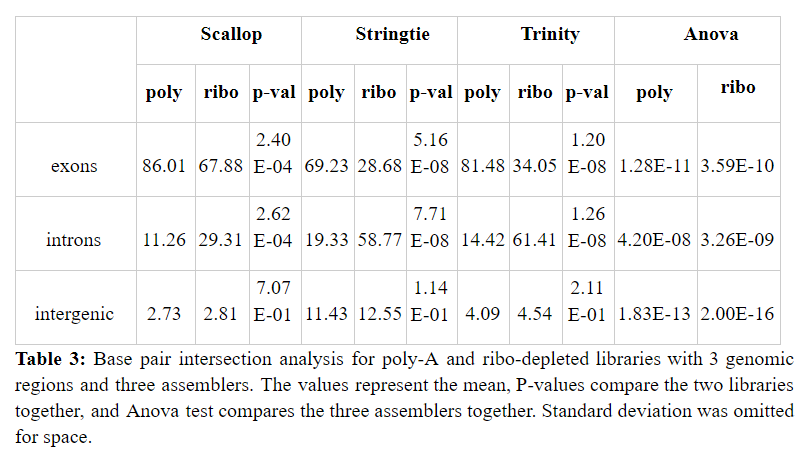 Scallop Stringtie Trinity Anova
poly ribo p-val poly ribo p-val poly ribo p-val poly ribo
exons 86.01 67.88 2.40 E-04 69.23 28.68 5.16 E-08 81.48 34.05 1.20 E-08 1.28E-11 3.59E-10
introns 11.26 29.31 2.62 E-04 19.33 58.77 7.71 E-08 14.42 61.41 1.26 E-08 4.20E-08 3.26E-09
intergenic 2.73 2.81 7.07 E-01 11.43 12.55 1.14 E-01 4.09 4.54 2.11 E-01 1.83E-13 2.00E-16
Table 3: Base pair intersection analysis for poly-A and ribo-depleted libraries with 3 genomic
regions and three assemblers. The values represent the mean, P-values compare the two libraries
together, and Anova test compares the three assemblers together. Standard deviation was omitted
for space.